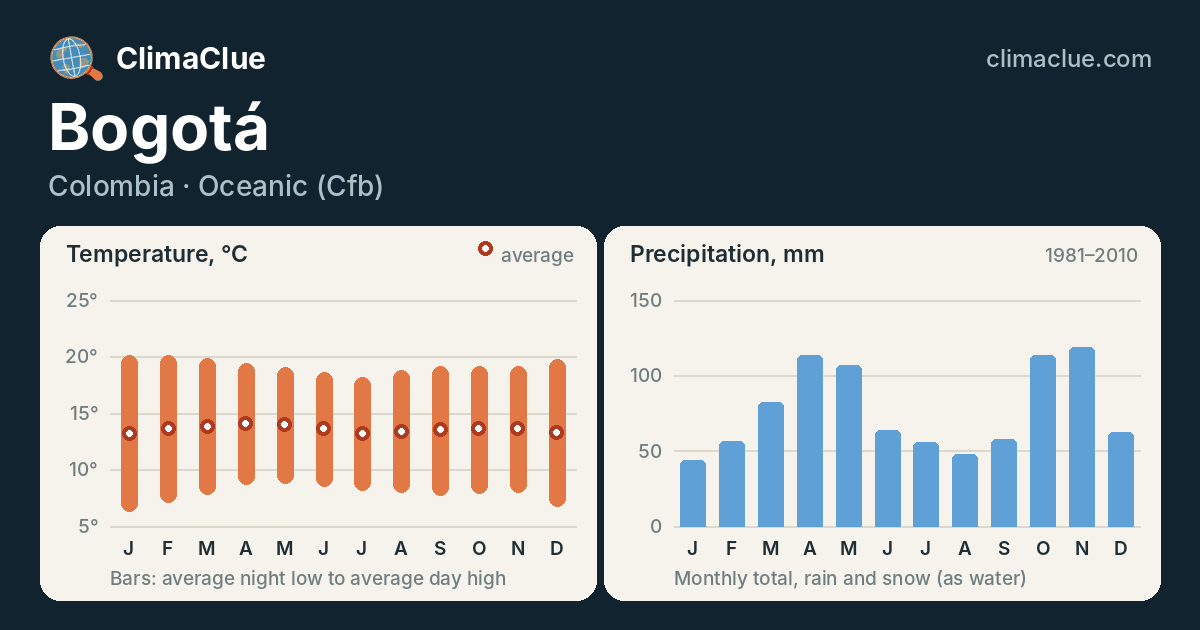 ClimaClue
climaclue.com
Bogotá
Colombia · Oceanic (Cfb)
Temperature, °C
average
25°
20°
15°
10°
5°
J F M A M J J A S O N D
Bars: average night low to average day high
Precipitation, mm
1981–2010
150
100
50
0
J F M A M J J A S O N D
Monthly total, rain and snow (as water)